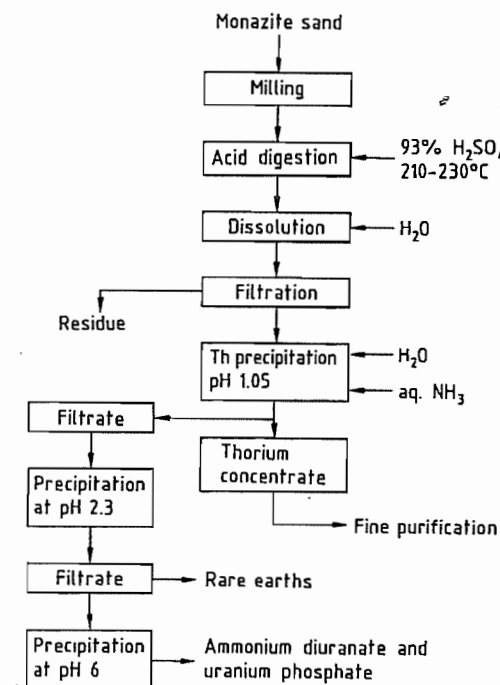 Monazite sand
Milling
Acid digestion
93% H₂SO₄
210-230°C
Dissolution
H₂O
Filtration
Residue
Th precipitation
pH 1.05
H₂O
aq. NH₃
Filtrate
Thorium
concentrate
Precipitation
at pH 2.3
Fine purification
Filtrate
Rare earths
Precipitation
at pH 6
Ammonium diuranate and
uranium phosphate